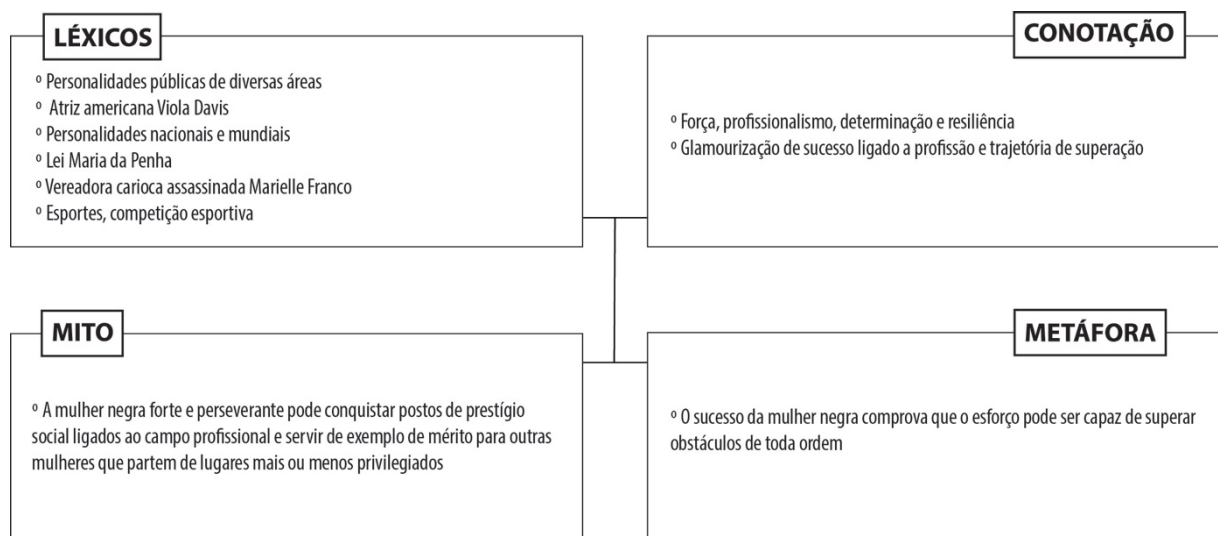 LÉXICOS
º Personalidades públicas de diversas áreas
º Atriz americana Viola Davis
º Personalidades nacionais e mundiais
º Lei Maria da Penha
º Vereadora carioca assassinada Marielle Franco
º Esportes, competição esportiva
CONOTAÇÃO
º Força, profissionalismo, determinação e resiliência
º Glamourização de sucesso ligado a profissão e trajetória de superação
MITO
º A mulher negra forte e perseverante pode conquistar postos de prestígio
social ligados ao campo profissional e servir de exemplo de mérito para outras
mulheres que partem de lugares mais ou menos privilegiados
METÁFORA
º O sucesso da mulher negra comprova que o esforço pode ser capaz de superar
obstáculos de toda ordem